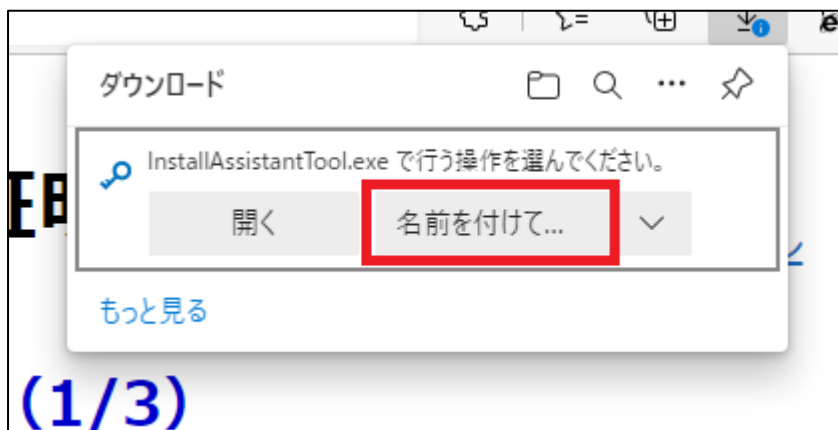 ダウンロード
InstallAssistantTool.exe で行う操作を選んでください。
開く
名前を付けて...
もっと見る
(1/3)